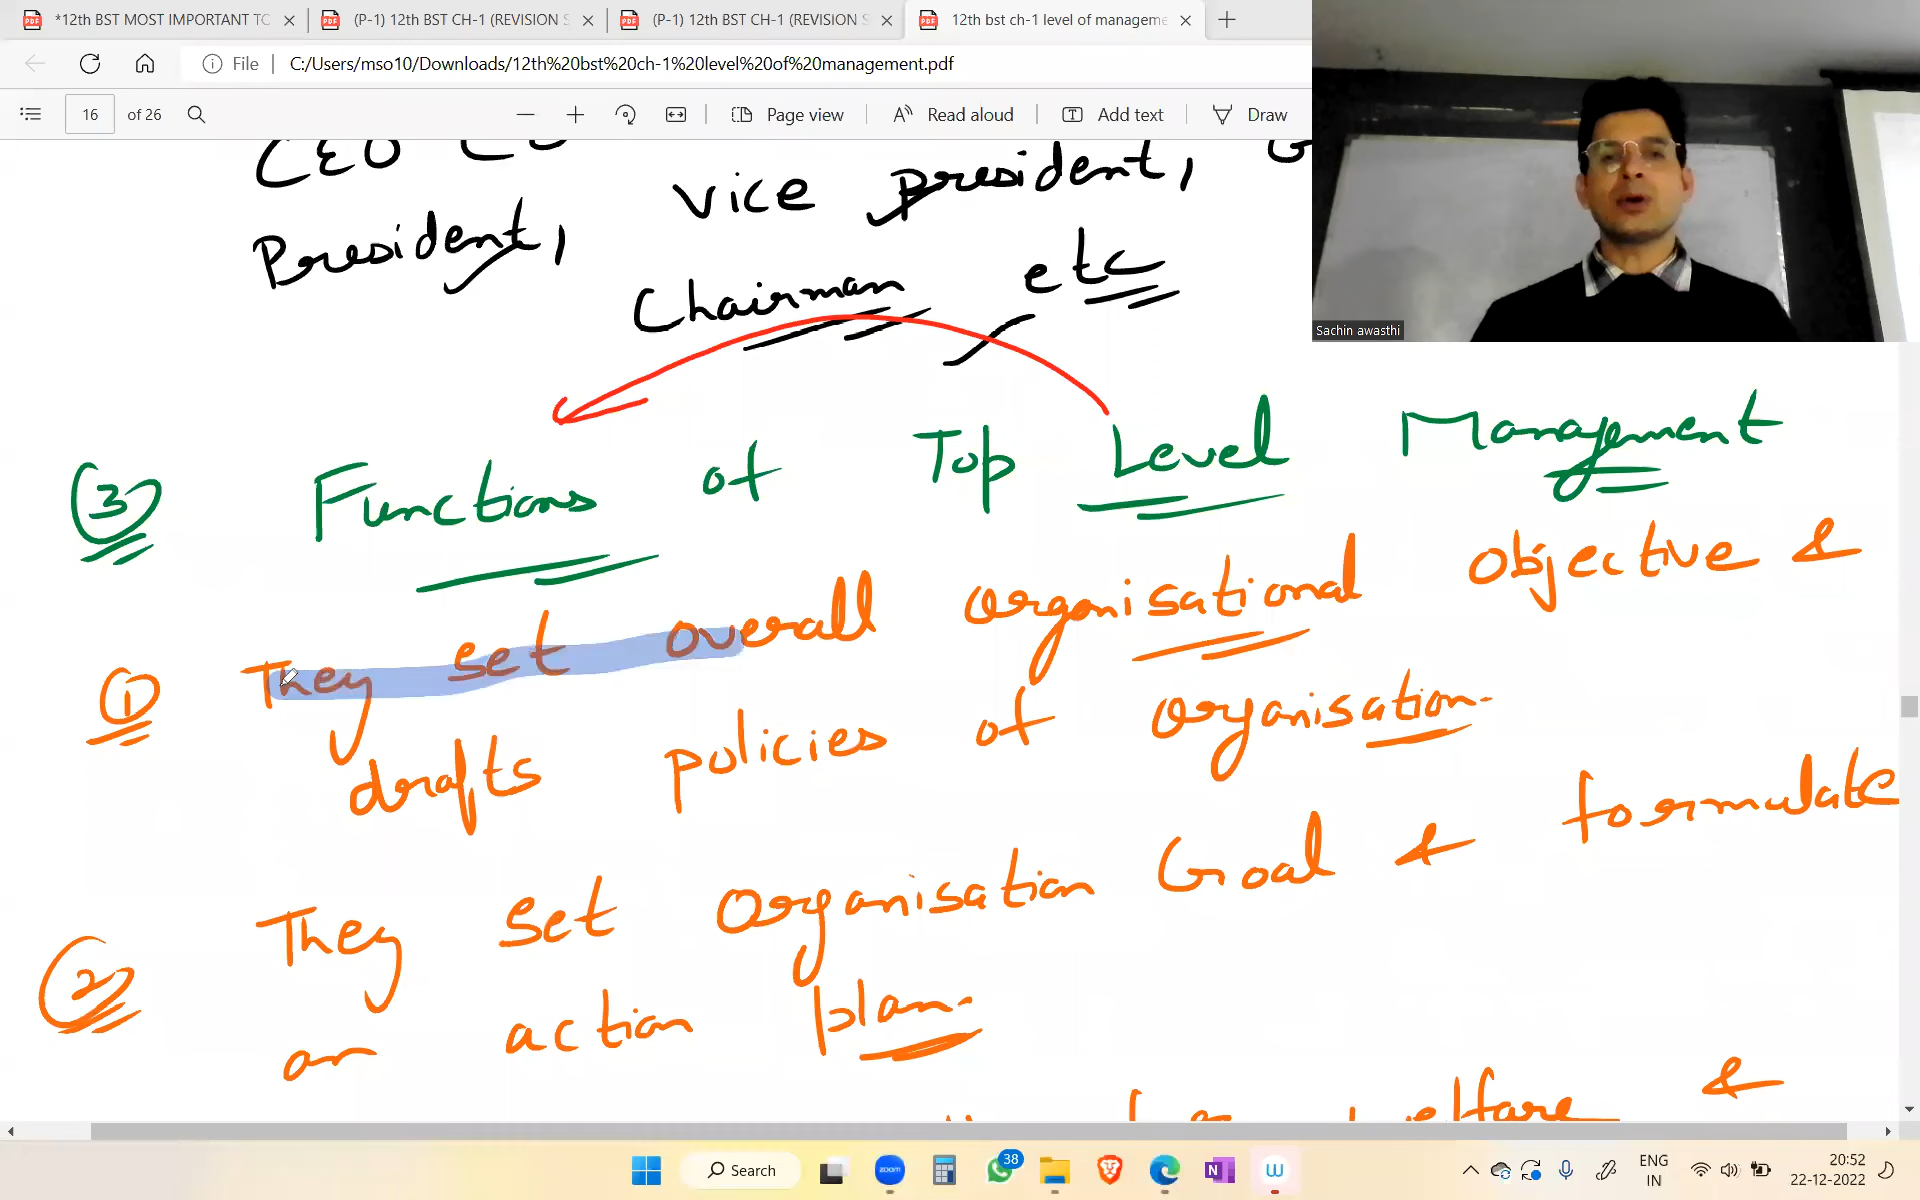 *12th BST MOST IMPORTANT TO
(P-1) 12th BST CH-1 (REVISION S
(P-1) 12th BST CH-1 (REVISION S
12th bst ch-1 level of manageme
File
C:/Users/mso10/Downloads/12th%20bst%20ch-1%20level%20of%20management.pdf
16 of 26
Page view
Read aloud
Add text
Draw
CEO
President, Vice President,
Chairman etc
Sachin awasthi
3 Functions of Top Level Management
1 They set overall organisational objective &
drafts policies of organisation.
2 They set organisation Goal & formulate
an action plan.
welfare &
Search
zoom
38
ENG
IN
20:52
22-12-2022